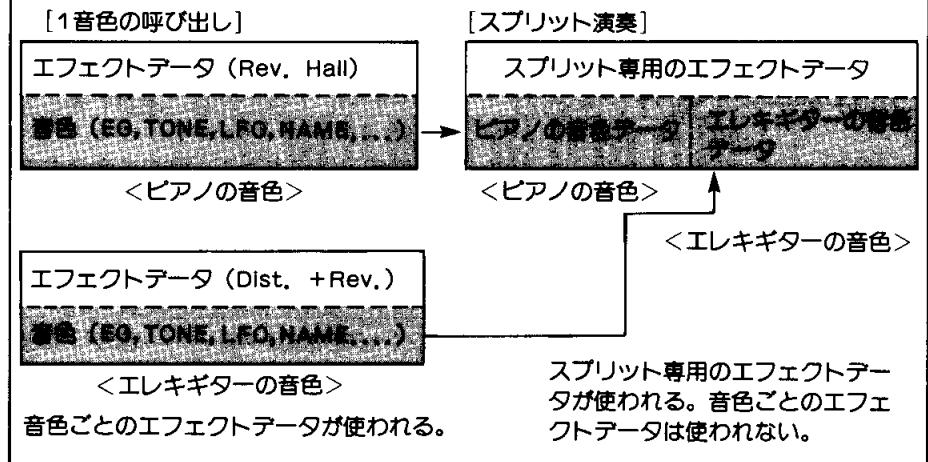 [1音色の呼び出し]
エフェクトデータ (Rev. Hall)
音色 (EG,TONE,LFO,NAME,....)
<ピアノの音色>
エフェクトデータ (Dist. +Rev.)
音色 (EG,TONE,LFO,NAME,....)
<エレキギターの音色>
音色ごとのエフェクトデータが使われる。
[スプリット演奏]
スプリット専用のエフェクトデータ
ピアノの音色データ
エレキギターの音色
データ
<ピアノの音色>
<エレキギターの音色>
スプリット専用のエフェクトデー
タが使われる。音色ごとのエフェ
クトデータは使われない。